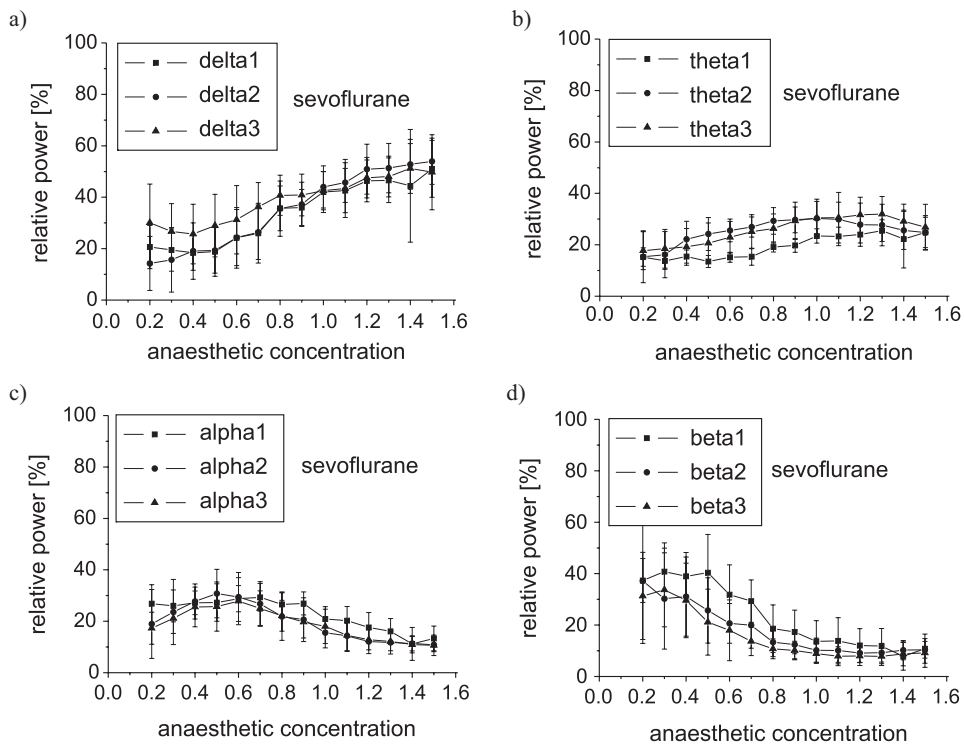 a)
100
80
60
40
20
0
relative power [%]
delta1
delta2
delta3
sevoflurane
0.0 0.2 0.4 0.6 0.8 1.0 1.2 1.4 1.6
anaesthetic concentration
b)
100
80
60
40
20
0
relative power [%]
theta1
theta2
theta3
sevoflurane
0.0 0.2 0.4 0.6 0.8 1.0 1.2 1.4 1.6
anaesthetic concentration
c)
100
80
60
40
20
0
relative power [%]
alpha1
alpha2
alpha3
sevoflurane
0.0 0.2 0.4 0.6 0.8 1.0 1.2 1.4 1.6
anaesthetic concentration
d)
100
80
60
40
20
0
relative power [%]
beta1
beta2
beta3
sevoflurane
0.0 0.2 0.4 0.6 0.8 1.0 1.2 1.4 1.6
anaesthetic concentration